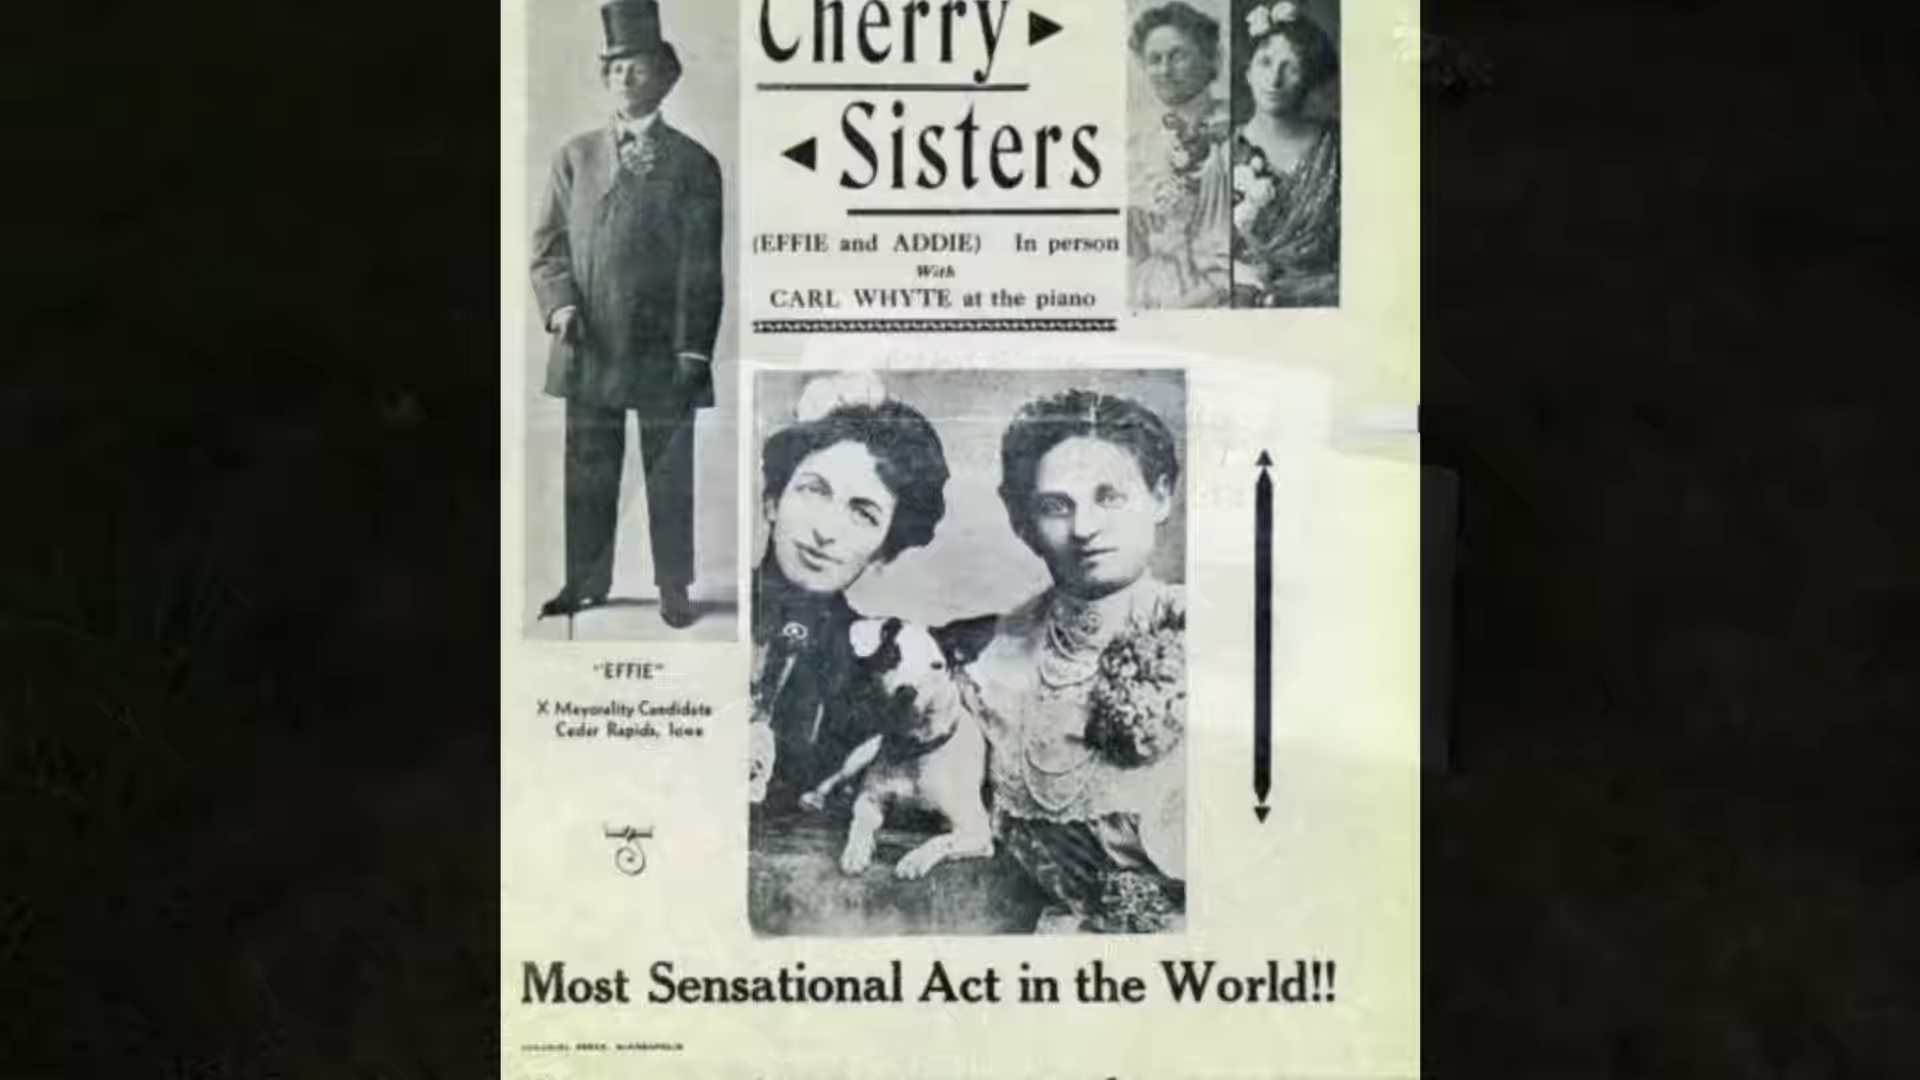 Cherry
Sisters
(EFFIE and ADDIE) In person
With
CARL WHYTE at the piano
"EFFIE"
X Mayorality Candidate
Cedar Rapids, Iowa
Most Sensational Act in the World!!